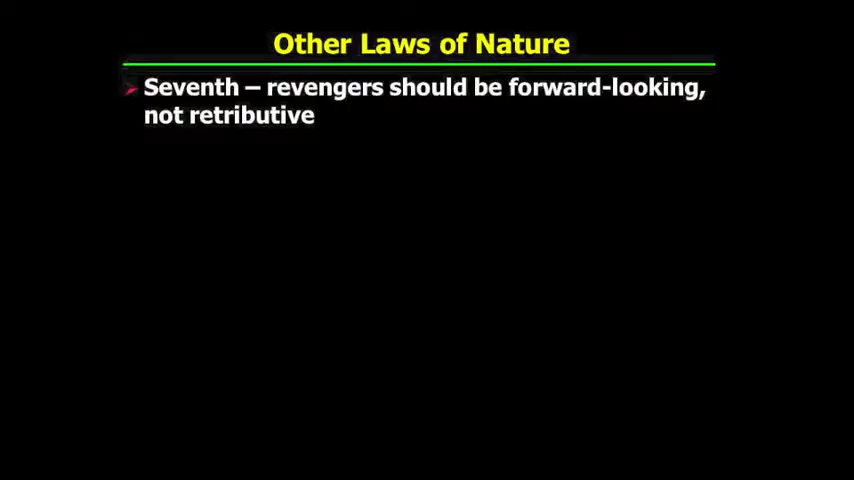 Other Laws of Nature
Seventh – revengers should be forward-looking,
not retributive